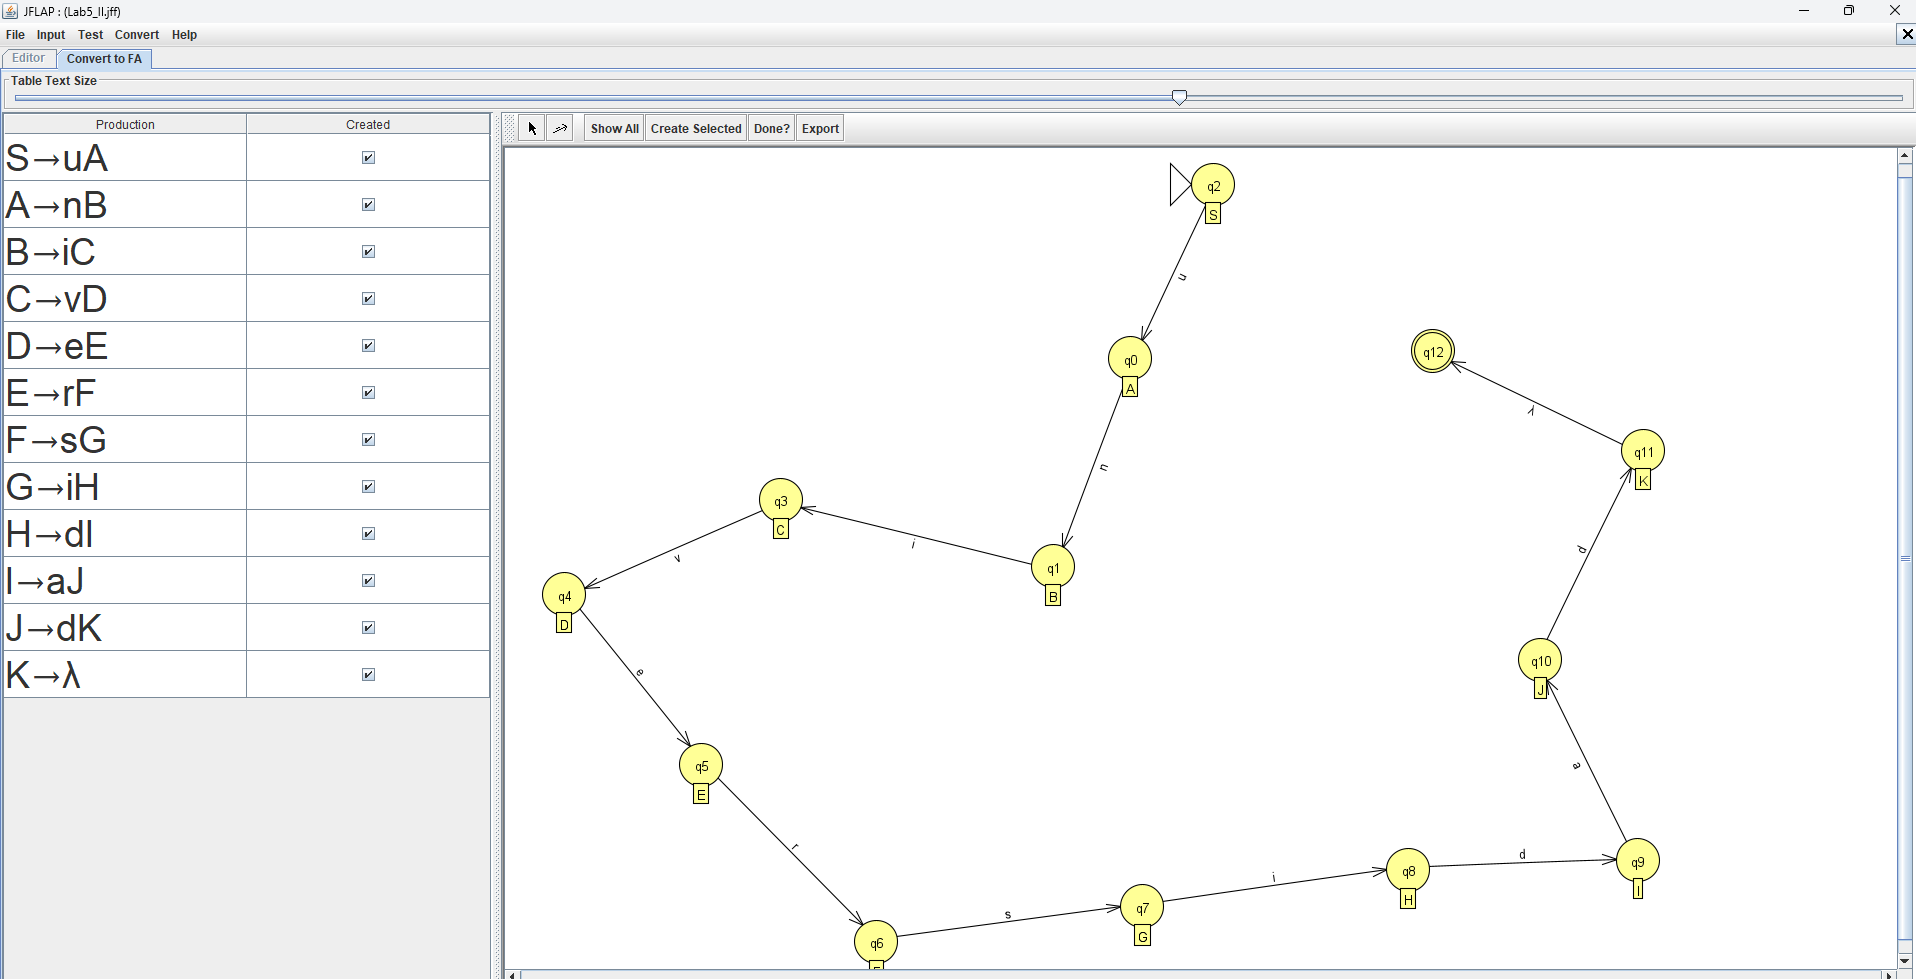 JFLAP : (Lab5_II.jff)
File Input Test Convert Help
Editor Convert to FA
Table Text Size
Production Created
S→uA
A→nB
B→iC
C→vD
D→eE
E→rF
F→sG
G→iH
H→dI
I→aJ
J→dK
K→λ
Show All Create Selected Done? Export
q2
S
u
q0
A
n
q1
B
i
q3
C
v
q4
D
e
q5
E
r
q6
s
q7
G
i
q8
H
d
q9
I
a
q10
J
d
q11
K
λ
q12